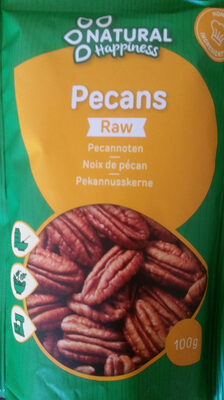 NATURAL
Happiness
Pecans
Raw
Pecannoten
Noix de pécan
Pekannusskerne
100g